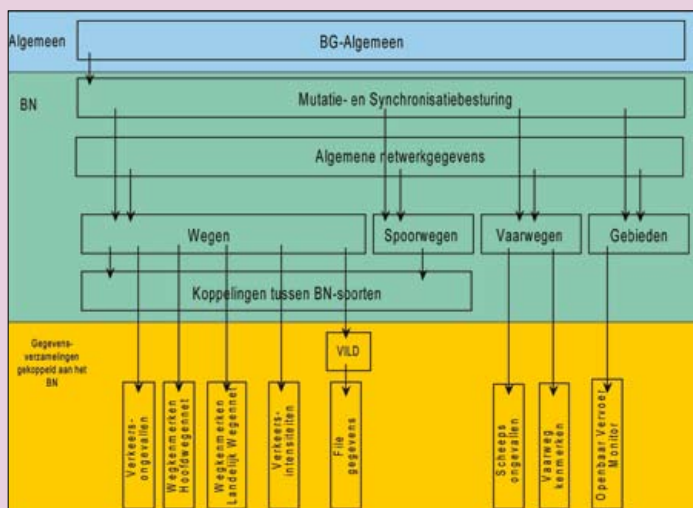 Algemeen
BG-Algemeen
BN
Mutatie- en Synchronisatiebesturing
Algemene netwerkgegevens
Wegen
Spoorwegen
Vaarwegen
Gebieden
Koppelingen tussen BN-soorten
Gegevens-
verzamelingen
gekoppeld aan het
BN
VILD
Verkeers-
ongevallen
Wegkenmerken
Hoofdwegennet
Wegkenmerken
Landelijk Wegennet
Verkeers-
intensiteiten
File
gegevens
Scheeps
ongevallen
Vaarweg
kenmerken
Openbaar Vervoer
Monitor